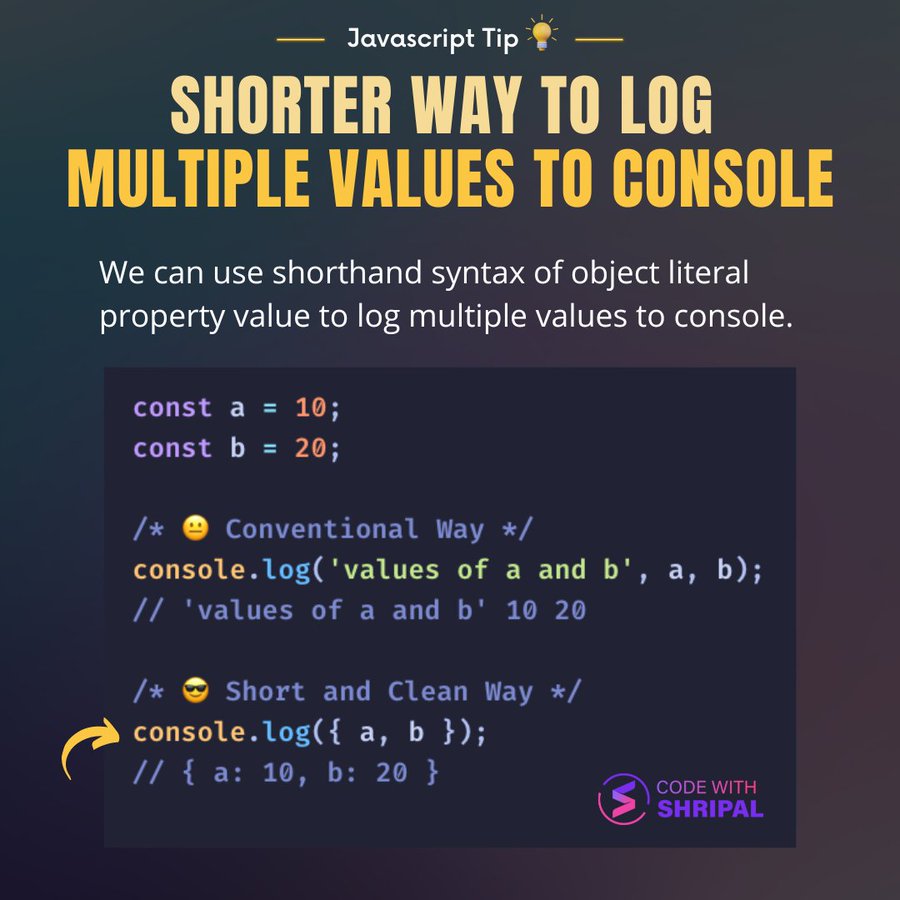 Javascript Tip 💡
SHORTER WAY TO LOG
MULTIPLE VALUES TO CONSOLE
We can use shorthand syntax of object literal
property value to log multiple values to console.
const a = 10;
const b = 20;
/* 😐 Conventional Way */
console.log('values of a and b', a, b);
// 'values of a and b' 10 20
/* 😎 Short and Clean Way */
console.log({ a, b });
// { a: 10, b: 20 }
CODE WITH
SHRIPAL